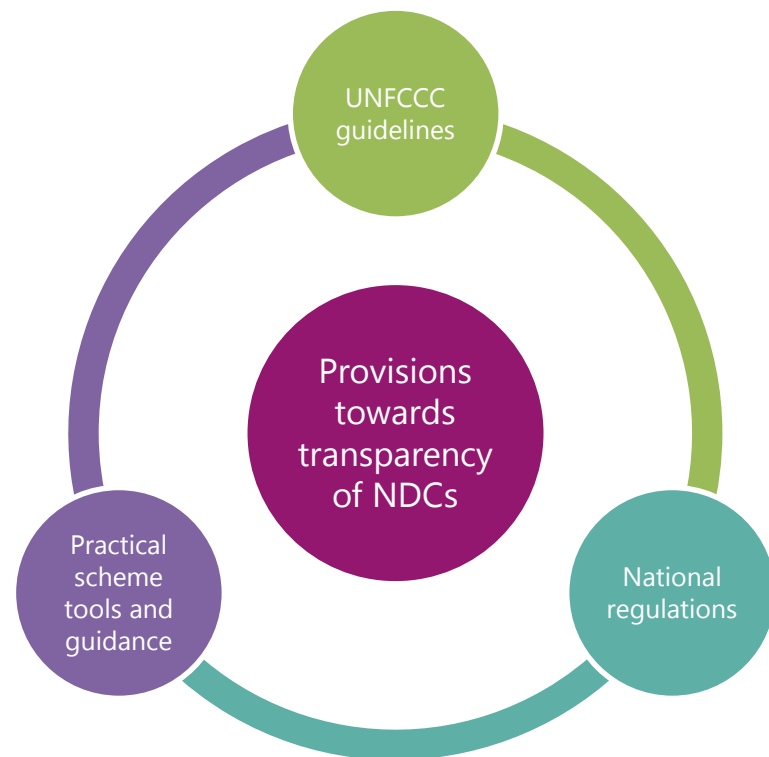 UNFCCC
guidelines
Provisions
towards
transparency
of NDCs
Practical
scheme
tools and
guidance
National
regulations